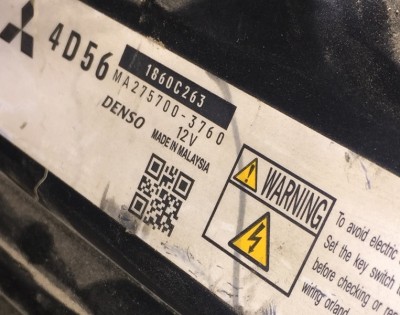 4D56
1860C263
MA275700-3760
DENSO 12V
MADE IN MALAYSIA
WARNING
To avoid electric
Set the key switch
before checking or
wiring or